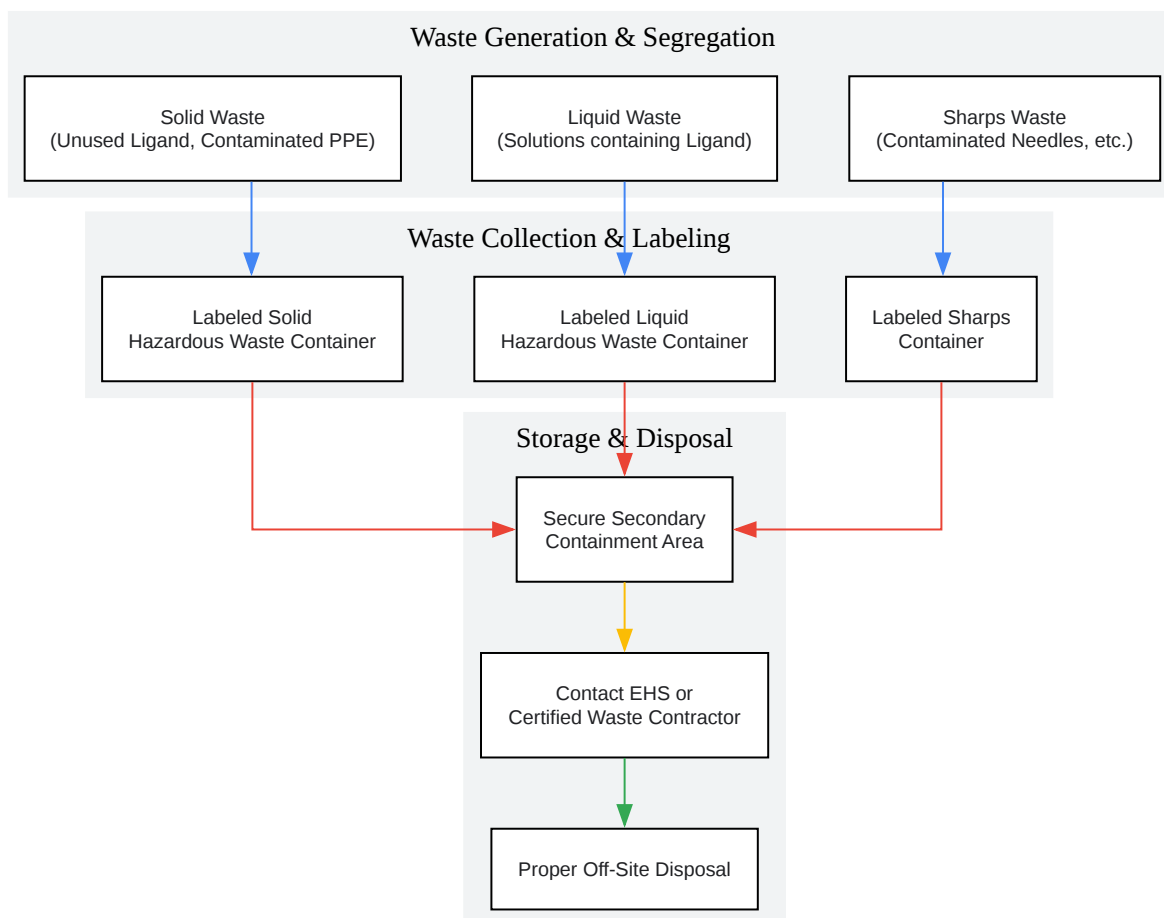 Waste Generation & Segregation
Solid Waste
(Unused Ligand, Contaminated PPE)
Liquid Waste
(Solutions containing Ligand)
Sharps Waste
(Contaminated Needles, etc.)
Waste Collection & Labeling
Labeled Solid
Hazardous Waste Container
Labeled Liquid
Hazardous Waste Container
Labeled Sharps
Container
Storage & Disposal
Secure Secondary
Containment Area
Contact EHS or
Certified Waste Contractor
Proper Off-Site Disposal